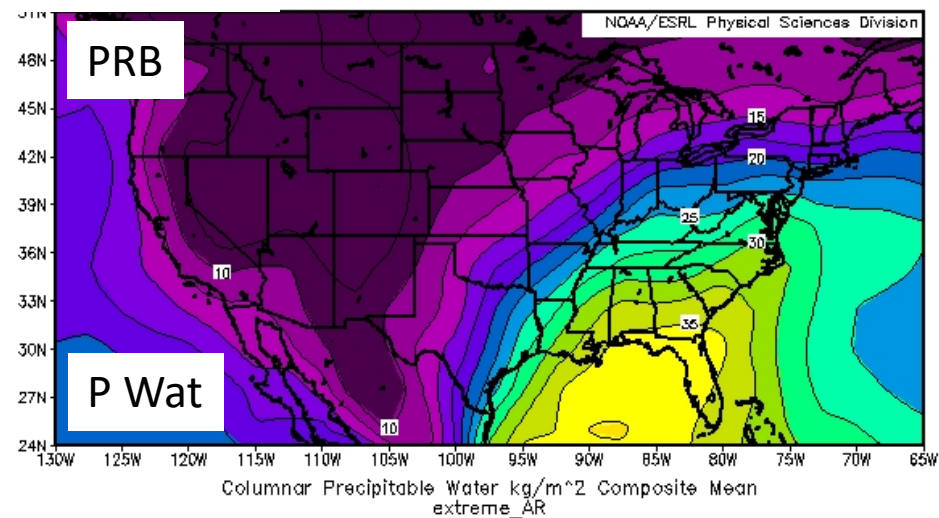 51N
NOAA/ESRL Physical Sciences Division
PRB
48N
45N
15
42N
20
39N
25
36N
30
10
33N
35
30N
P Wat
27N
10
24N
130W 125W 120W 115W 110W 105W 100W 95W 90W 85W 80W 75W 70W 65W
Columnar Precipitable Water kg/m^2 Composite Mean
extreme_AR